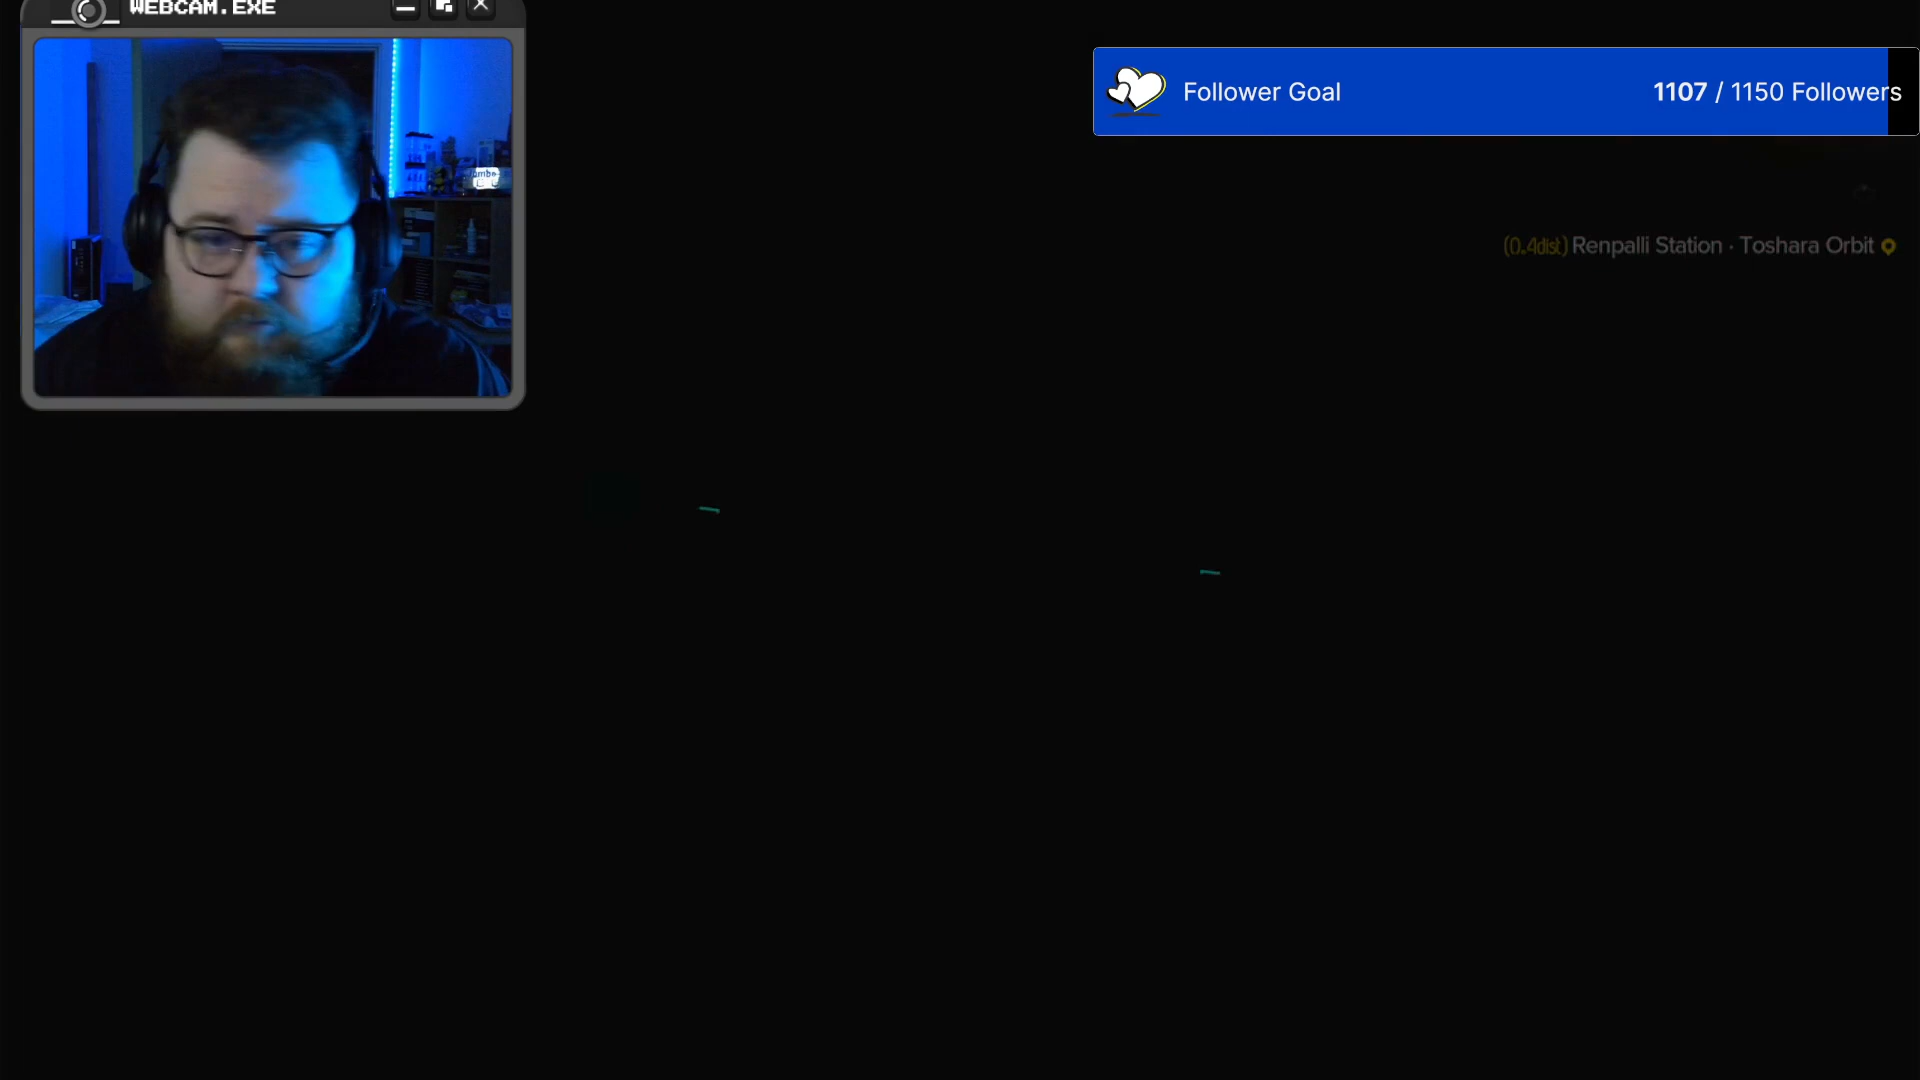 WEBCAM.EXE
Follower Goal
1107 / 1150 Followers
(0.4dist) Renpalli Station · Toshara Orbit